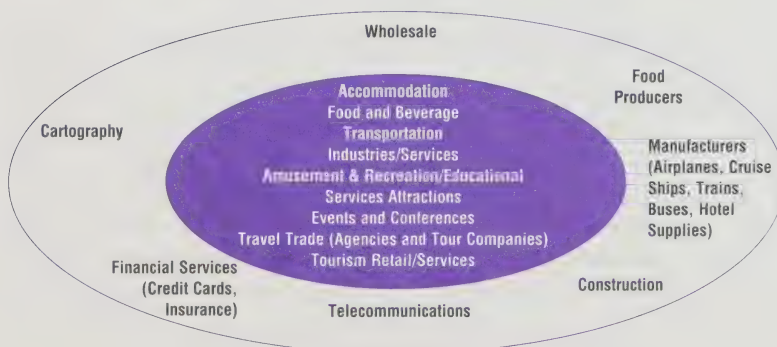 Wholesale
Food
Producers
Cartography
Accommodation
Food and Beverage
Transportation
Industries/Services
Amusement & Recreation/Educational
Services Attractions
Events and Conferences
Travel Trade (Agencies and Tour Companies)
Tourism Retail/Services
Manufacturers
(Airplanes, Cruise
Ships, Trains,
Buses, Hotel
Supplies)
Financial Services
(Credit Cards,
Insurance)
Telecommunications
Construction